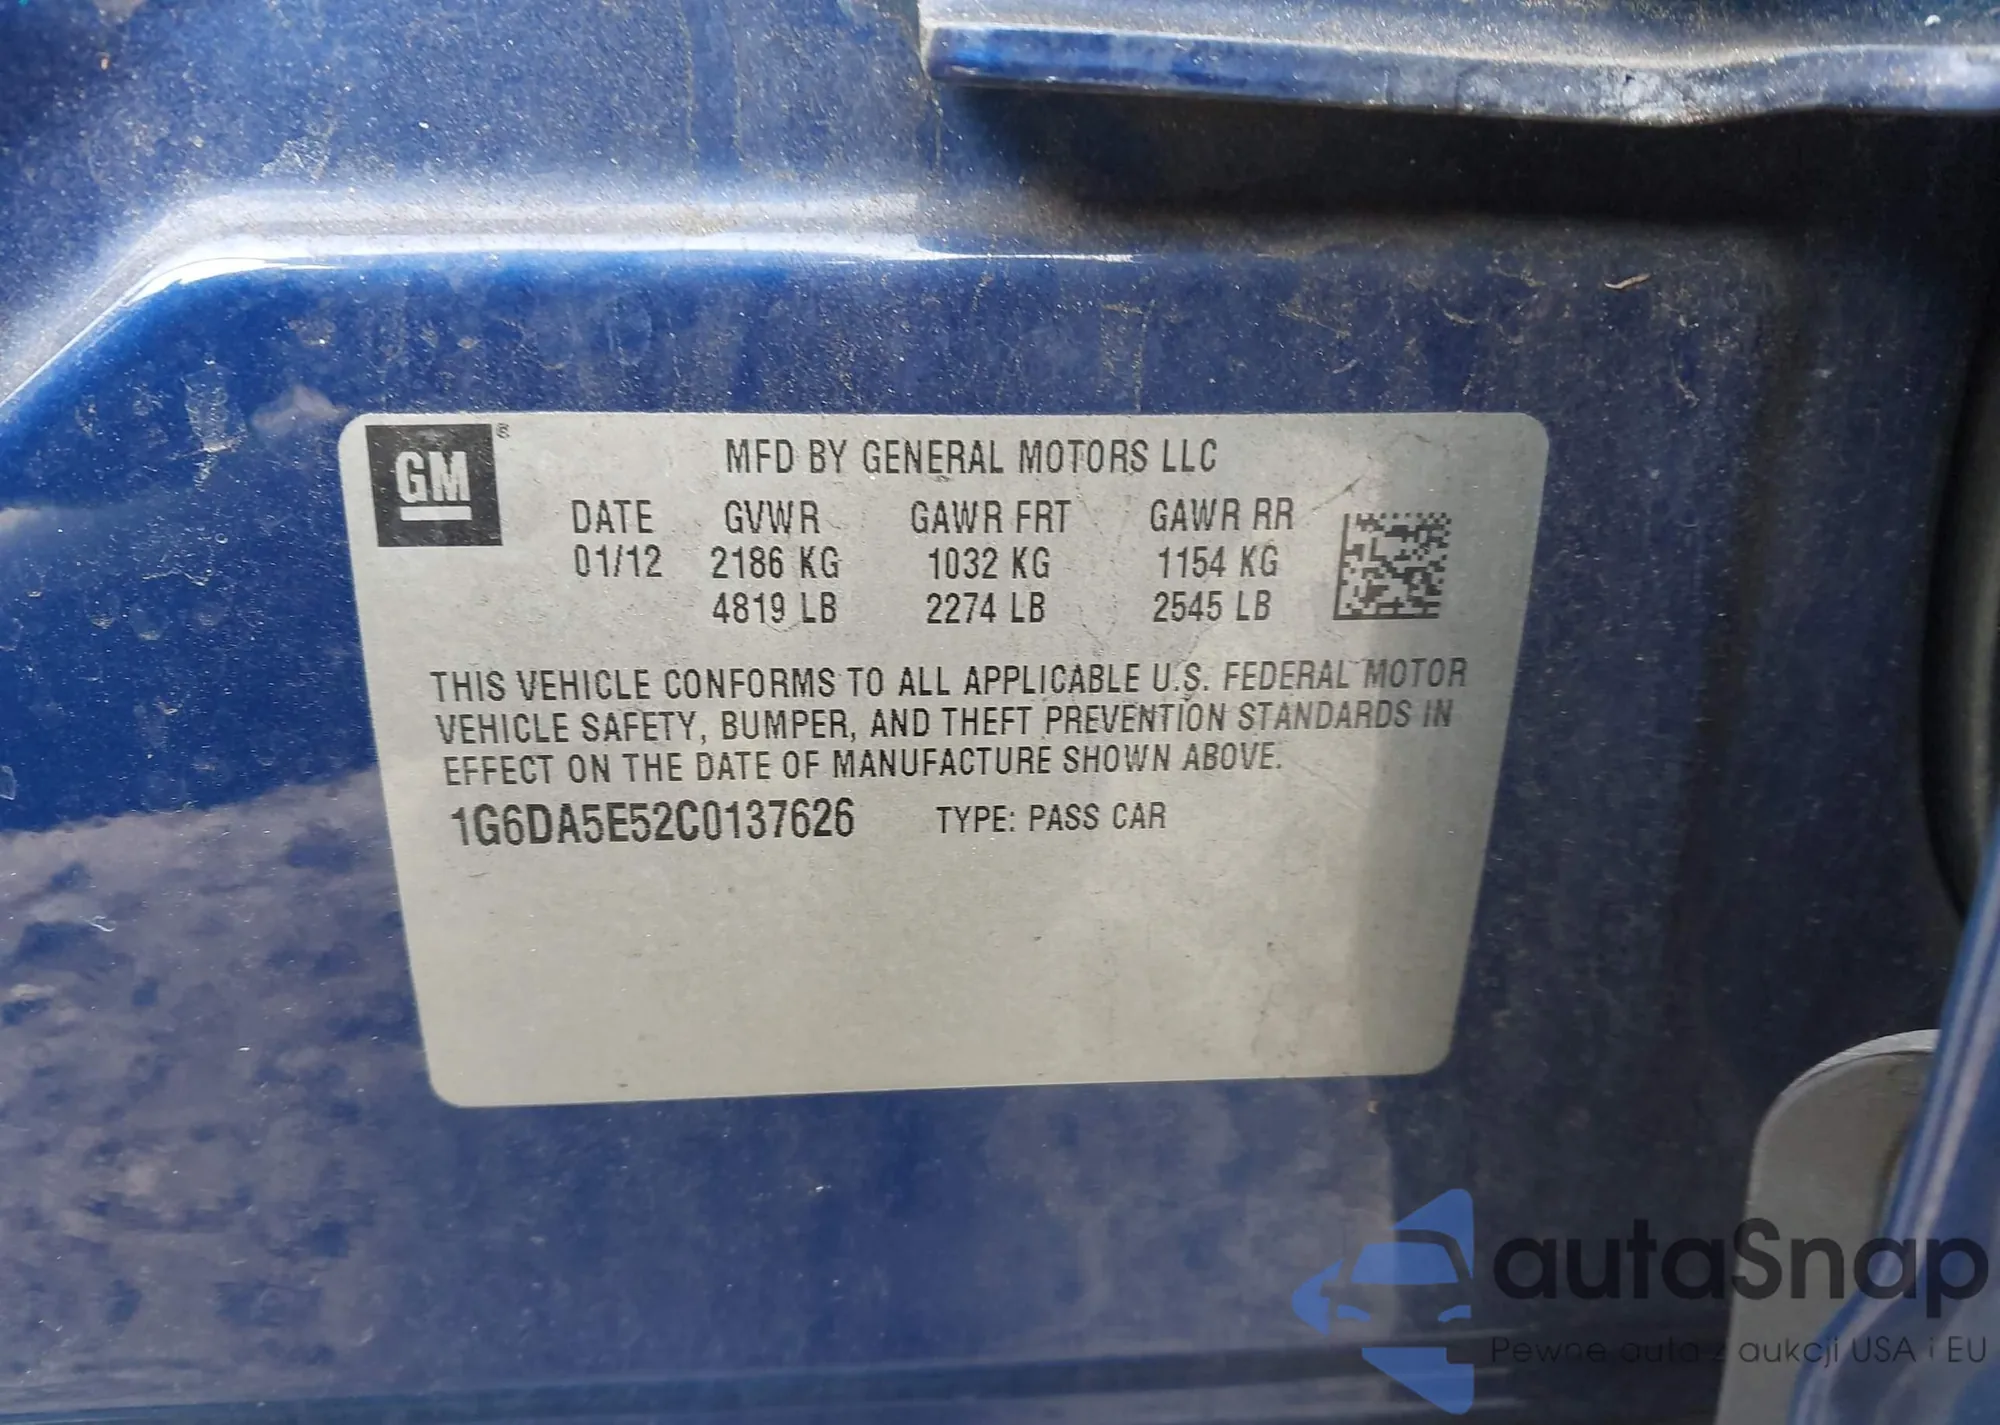 GM®
MFD BY GENERAL MOTORS LLC
DATE GVWR GAWR FRT GAWR RR
01/12 2186 KG 1032 KG 1154 KG
4819 LB 2274 LB 2545 LB
THIS VEHICLE CONFORMS TO ALL APPLICABLE U.S. FEDERAL MOTOR
VEHICLE SAFETY, BUMPER, AND THEFT PREVENTION STANDARDS IN
EFFECT ON THE DATE OF MANUFACTURE SHOWN ABOVE.
1G6DA5E52C0137626 TYPE: PASS CAR
autaSnap
Pewne auta z aukcji USA i EU